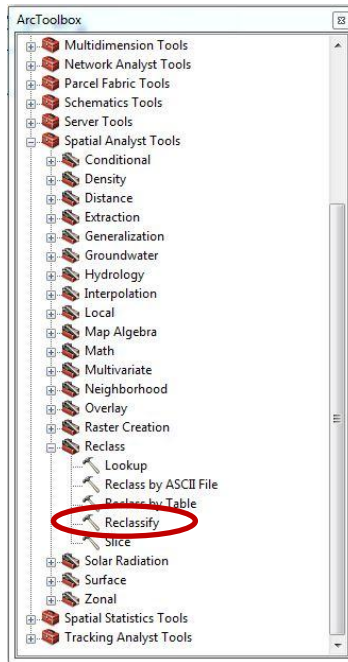 ArcToolbox
Multidimension Tools
Network Analyst Tools
Parcel Fabric Tools
Schematics Tools
Server Tools
Spatial Analyst Tools
Conditional
Density
Distance
Extraction
Generalization
Groundwater
Hydrology
Interpolation
Local
Map Algebra
Math
Multivariate
Neighborhood
Overlay
Raster Creation
Reclass
Lookup
Reclass by ASCII File
Reclass by Table
Reclassify
Slice
Solar Radiation
Surface
Zonal
Spatial Statistics Tools
Tracking Analyst Tools